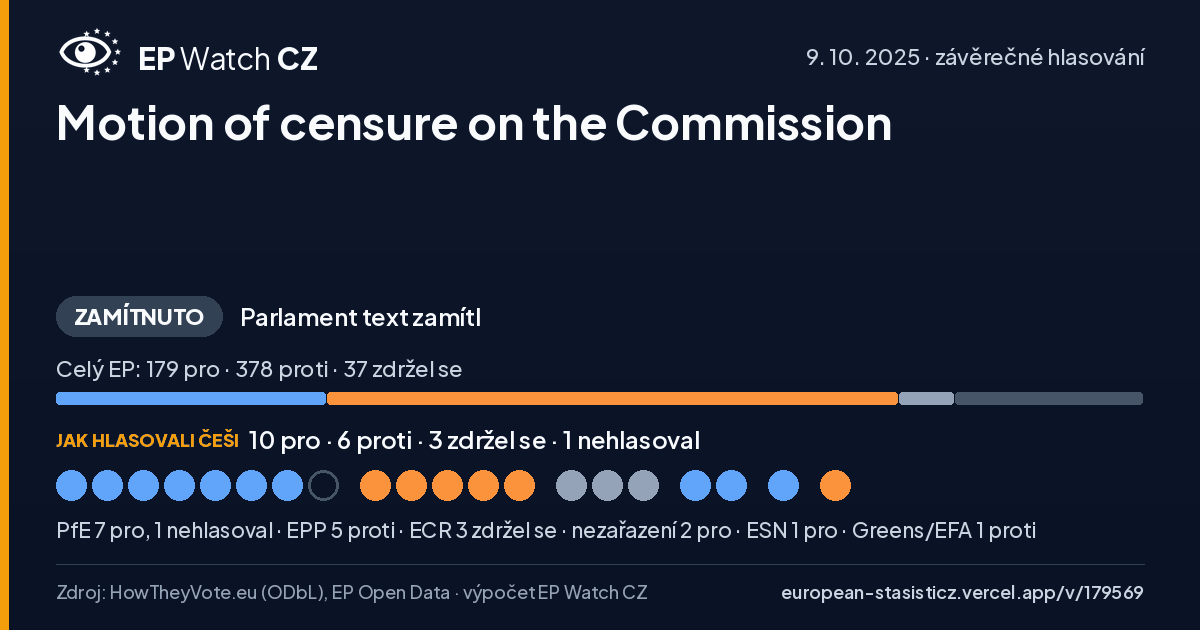 EP Watch CZ
9. 10. 2025 · závěrečné hlasování
Motion of censure on the Commission
ZAMÍTNUTO
Parlament text zamítl
Celý EP: 179 pro · 378 proti · 37 zdržel se
JAK HLASOVALI ČEŠI 10 pro · 6 proti · 3 zdržel se · 1 nehlasoval
PfE 7 pro, 1 nehlasoval · EPP 5 proti · ECR 3 zdržel se · nezařazení 2 pro · ESN 1 pro · Greens/EFA 1 proti
Zdroj: HowTheyVote.eu (ODbL), EP Open Data · výpočet EP Watch CZ
european-stasisticz.vercel.app/v/179569